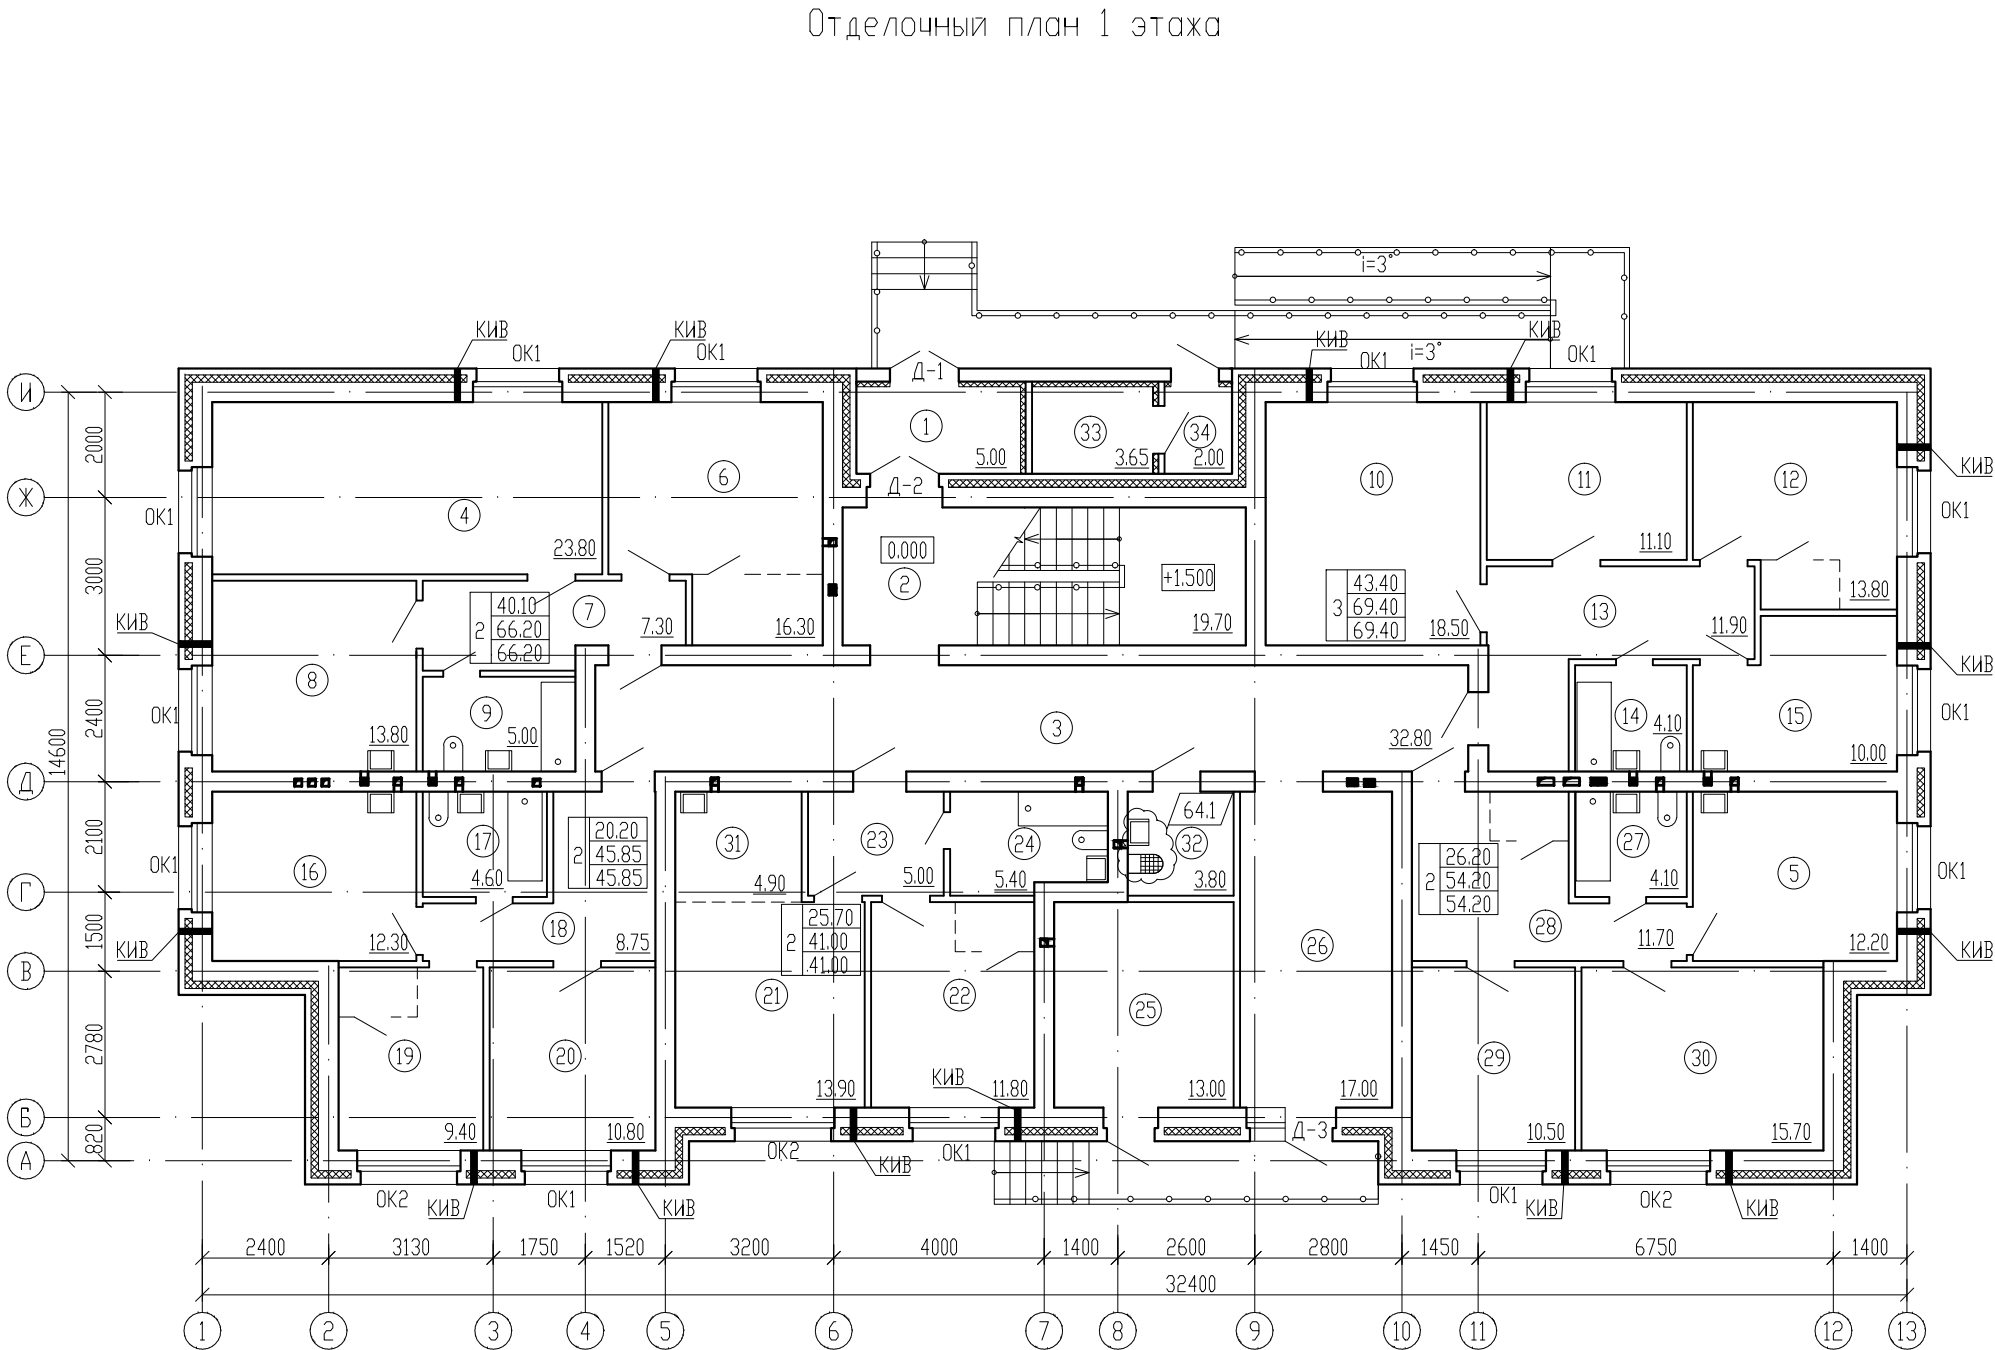 Отделочный план 1 этажа
i=3°
i=3°
КИВ
ОК1
КИВ
ОК1
Д-1
КИВ
ОК1
КИВ
ОК1
И
2000
1
5.00
33
3.65
34
2.00
КИВ
Ж
ОК1
4
23.80
6
16.30
Д-2
10
18.50
11
11.10
12
13.80
ОК1
3000
0.000
2
+1.500
19.70
40.10
2
66.20
66.20
7
7.30
43.40
3
69.40
69.40
13
11.90
КИВ
Е
КИВ
8
13.80
ОК1
9
5.00
3
32.80
14
4.10
15
10.00
ОК1
2400
14600
Д
2100
ОК1
16
12.30
17
4.60
20.20
2
45.85
45.85
31
4.90
23
5.00
24
5.40
64.1
32
3.80
26.20
2
54.20
54.20
27
4.10
5
12.20
ОК1
Г
1500
КИВ
18
8.75
25.70
2
41.00
41.00
26
17.00
28
11.70
КИВ
В
2780
19
9.40
20
10.80
21
13.90
22
11.80
КИВ
25
13.00
29
10.50
30
15.70
Б
820
А
ОК2
КИВ
ОК1
КИВ
ОК2
КИВ
ОК1
Д-3
ОК1
КИВ
ОК2
КИВ
2400
3130
1750
1520
3200
4000
1400
2600
2800
1450
6750
1400
32400
1
2
3
4
5
6
7
8
9
10
11
12
13